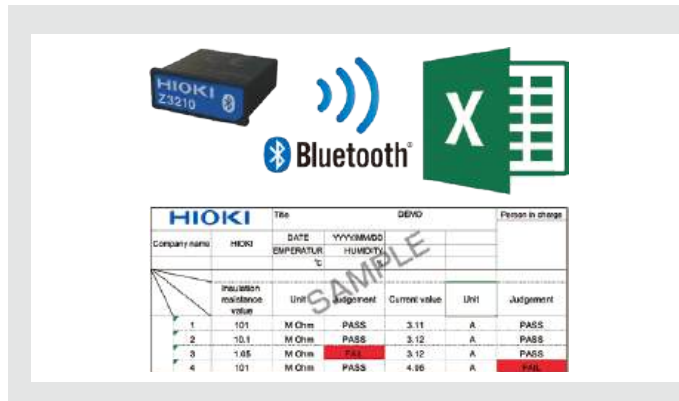 HIOKI
Z3210
Bluetooth®
X
HIOKI Title DEMO Person in charge
Company name HIOKI DATE YYYY/MM/DD
EMPERATUR HUMIDITY
℃ %
SAMPLE
Insulation resistance value Unit Judgement Current value Unit Judgement
1 101 M Ohm PASS 3.11 A PASS
2 10.1 M Ohm PASS 3.12 A PASS
3 1.05 M Ohm FAIL 3.12 A PASS
4 101 M Ohm PASS 4.96 A FAIL